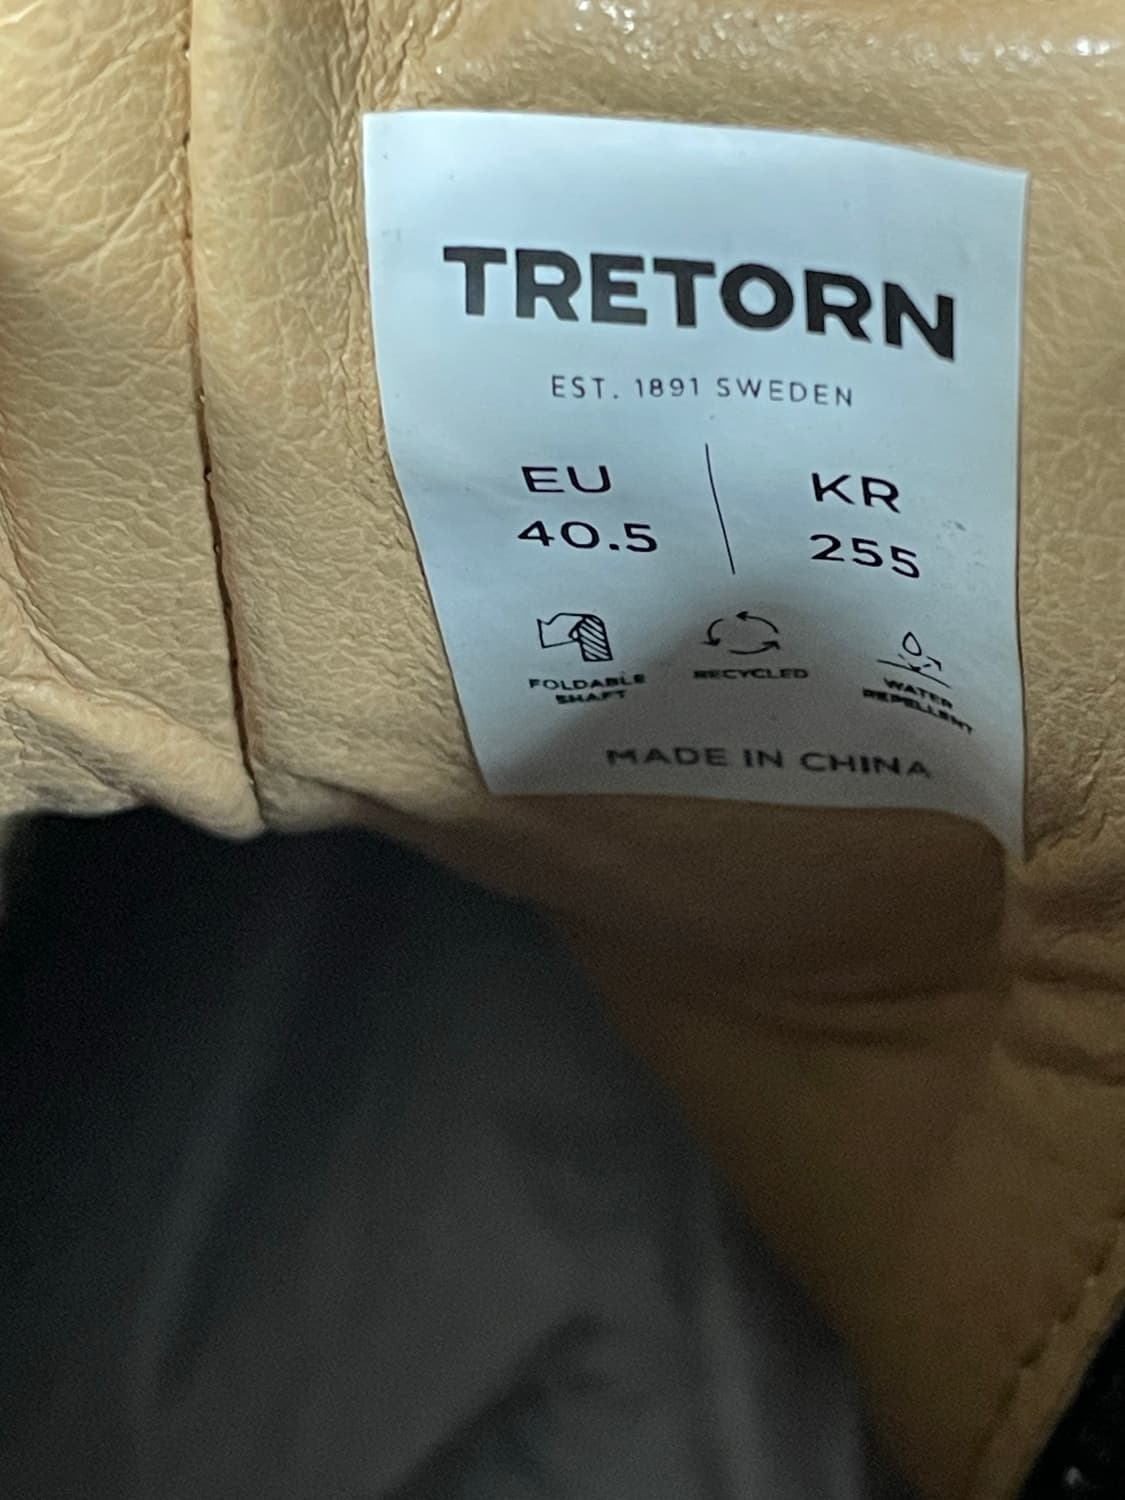 TRETORN
EST. 1891 SWEDEN
EU
40.5
KR
255
FOLDABLE
SHAFT
RECYCLED
WATER
REPELLENT
MADE IN CHINA